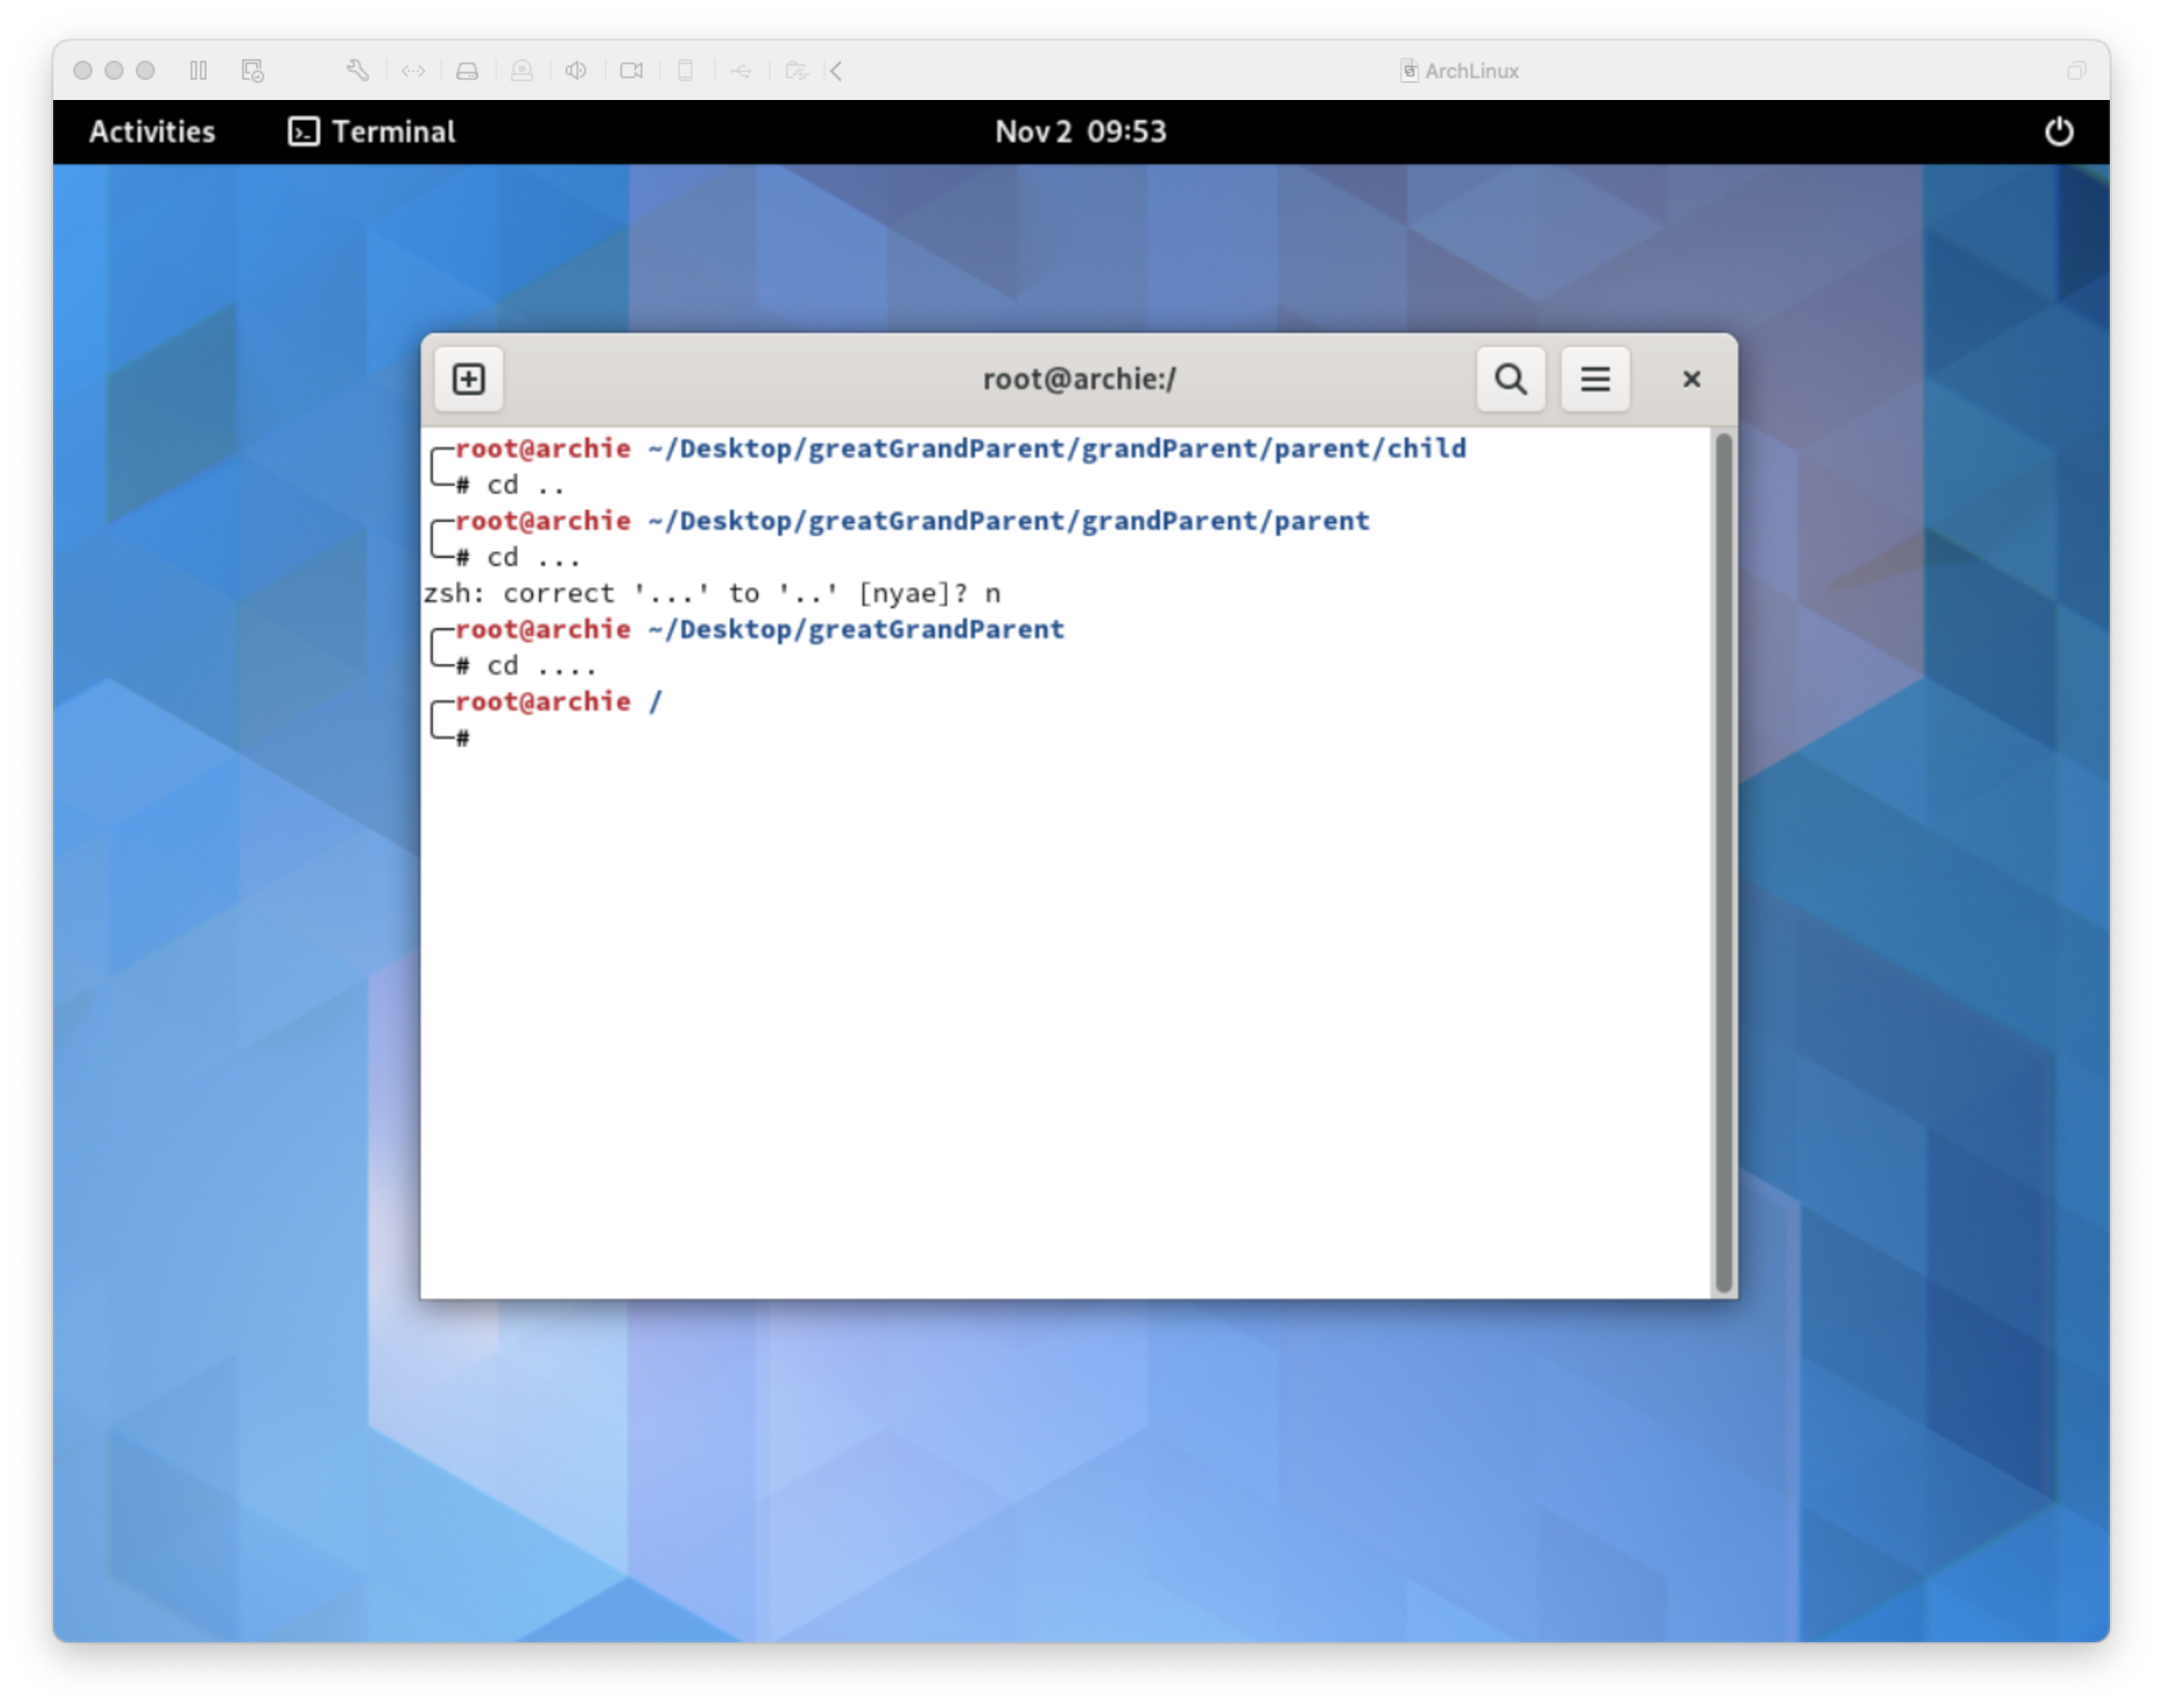 ArchLinux
Activities Terminal Nov 2 09:53
root@archie:/
root@archie ~/Desktop/greatGrandParent/grandParent/parent/child
# cd ..
root@archie ~/Desktop/greatGrandParent/grandParent/parent
# cd ...
zsh: correct '...' to '..' [nyae]? n
root@archie ~/Desktop/greatGrandParent
# cd ....
root@archie /
#